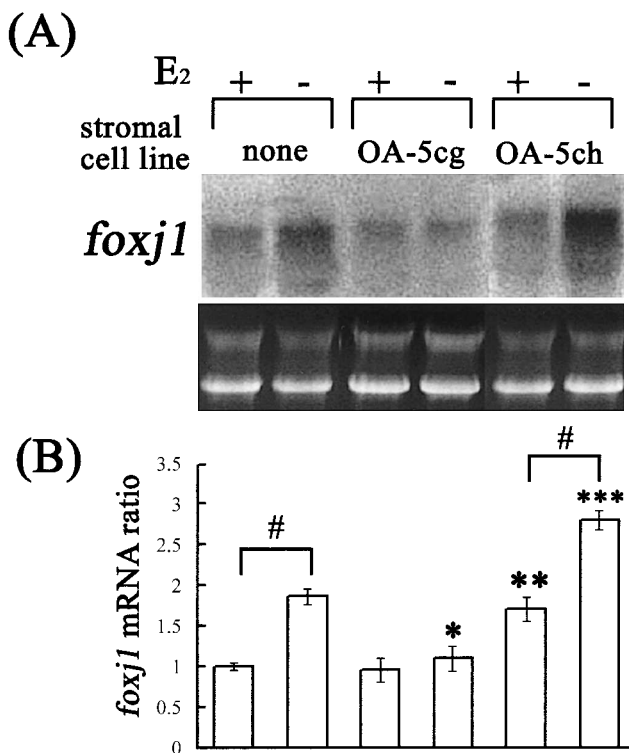 (A)
E2 + - + - + -
stromal cell line none OA-5cg OA-5ch
foxj1
(B)
foxj1 mRNA ratio
3.5
3
2.5
2
1.5
1
0.5
0
# * ** # ***